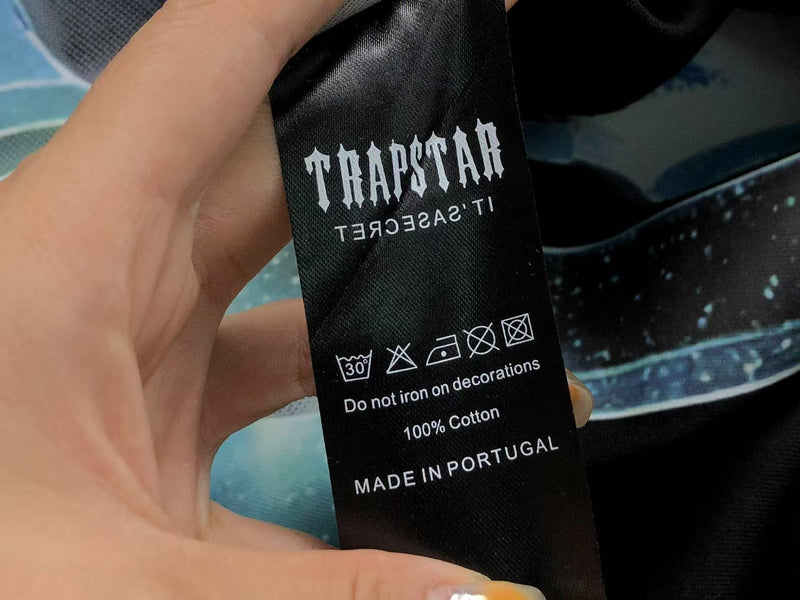 TRAPSTAR
IT'SASECRET
30°
Do not iron on decorations
100% Cotton
MADE IN PORTUGAL